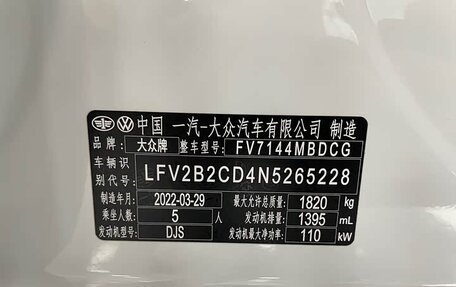 中国 一汽-大众汽车有限公司 制造
品牌: 大众牌 整车型号: FV7144MBDCG
车辆识别代号: LFV2B2CD4N5265228
制造年月 2022-03-29 最大允许总质量 1820 kg
乘坐人数 5 人 发动机排量 1395 mL
发动机型号 DJS 发动机最大净功率 110 kW